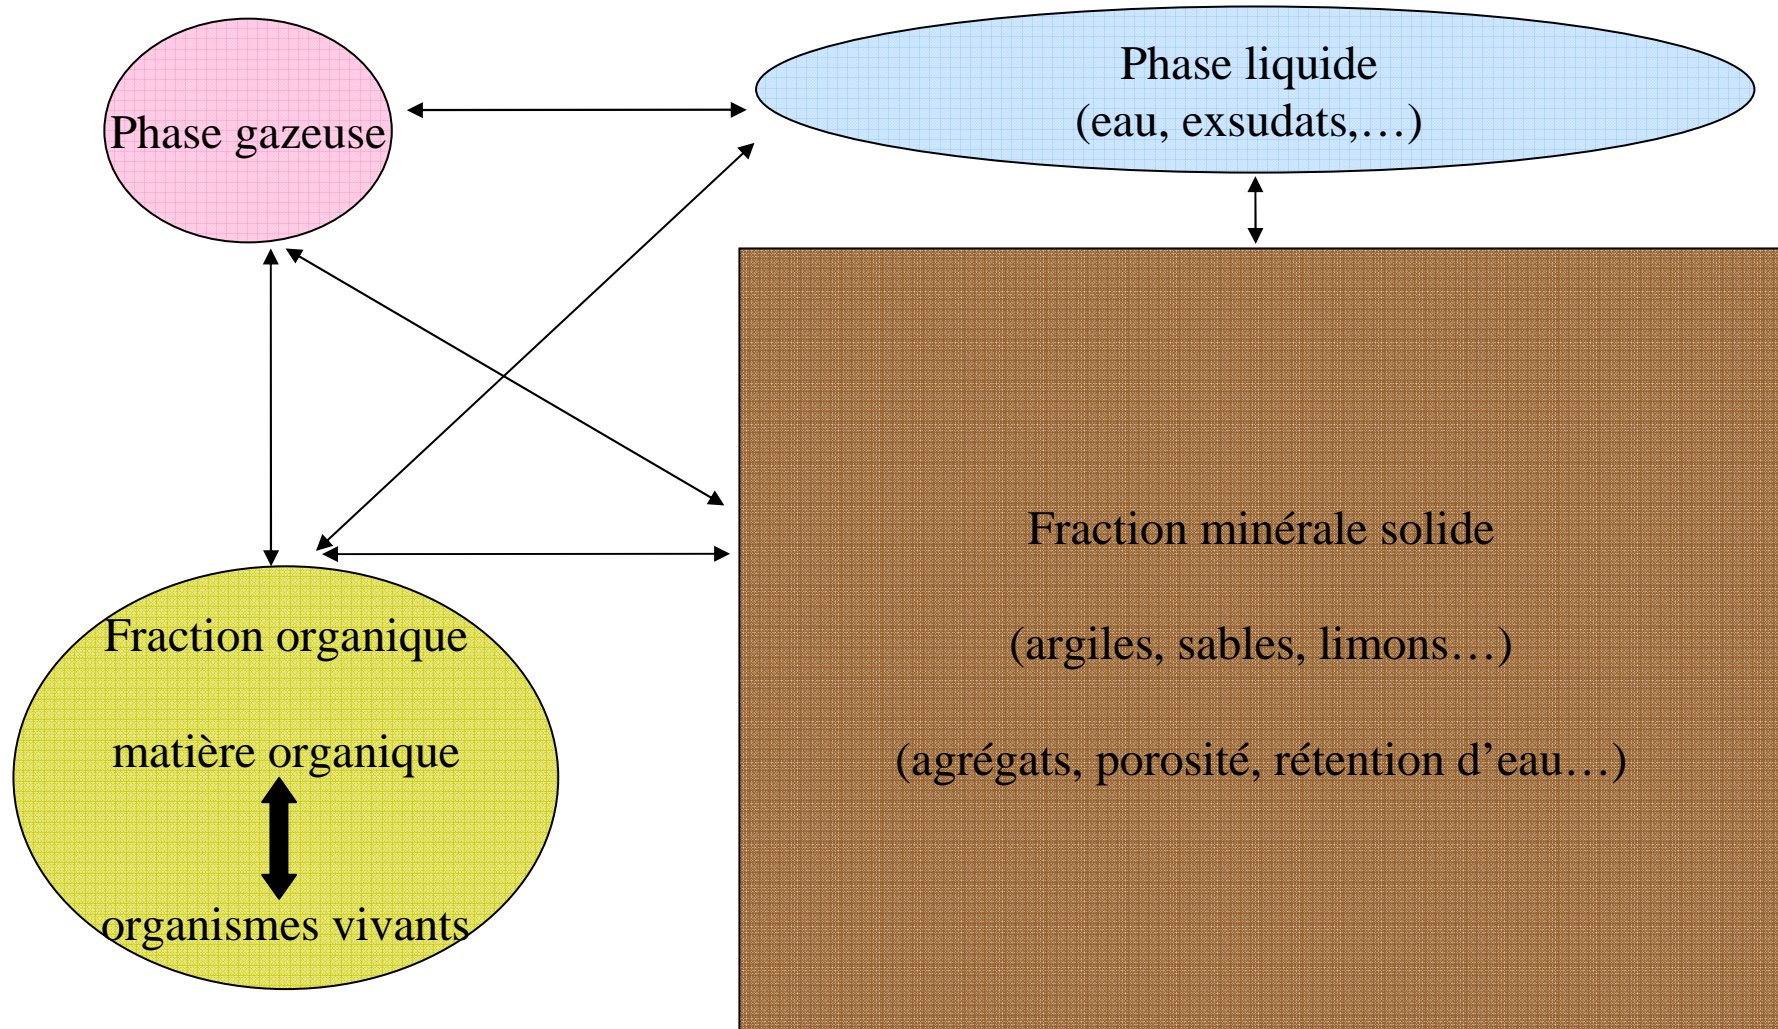 Phase gazeuse
Phase liquide
(eau, exsudats,…)
Fraction minérale solide
(argiles, sables, limons…)
(agrégats, porosité, rétention d’eau…)
Fraction organique
matière organique
organismes vivants